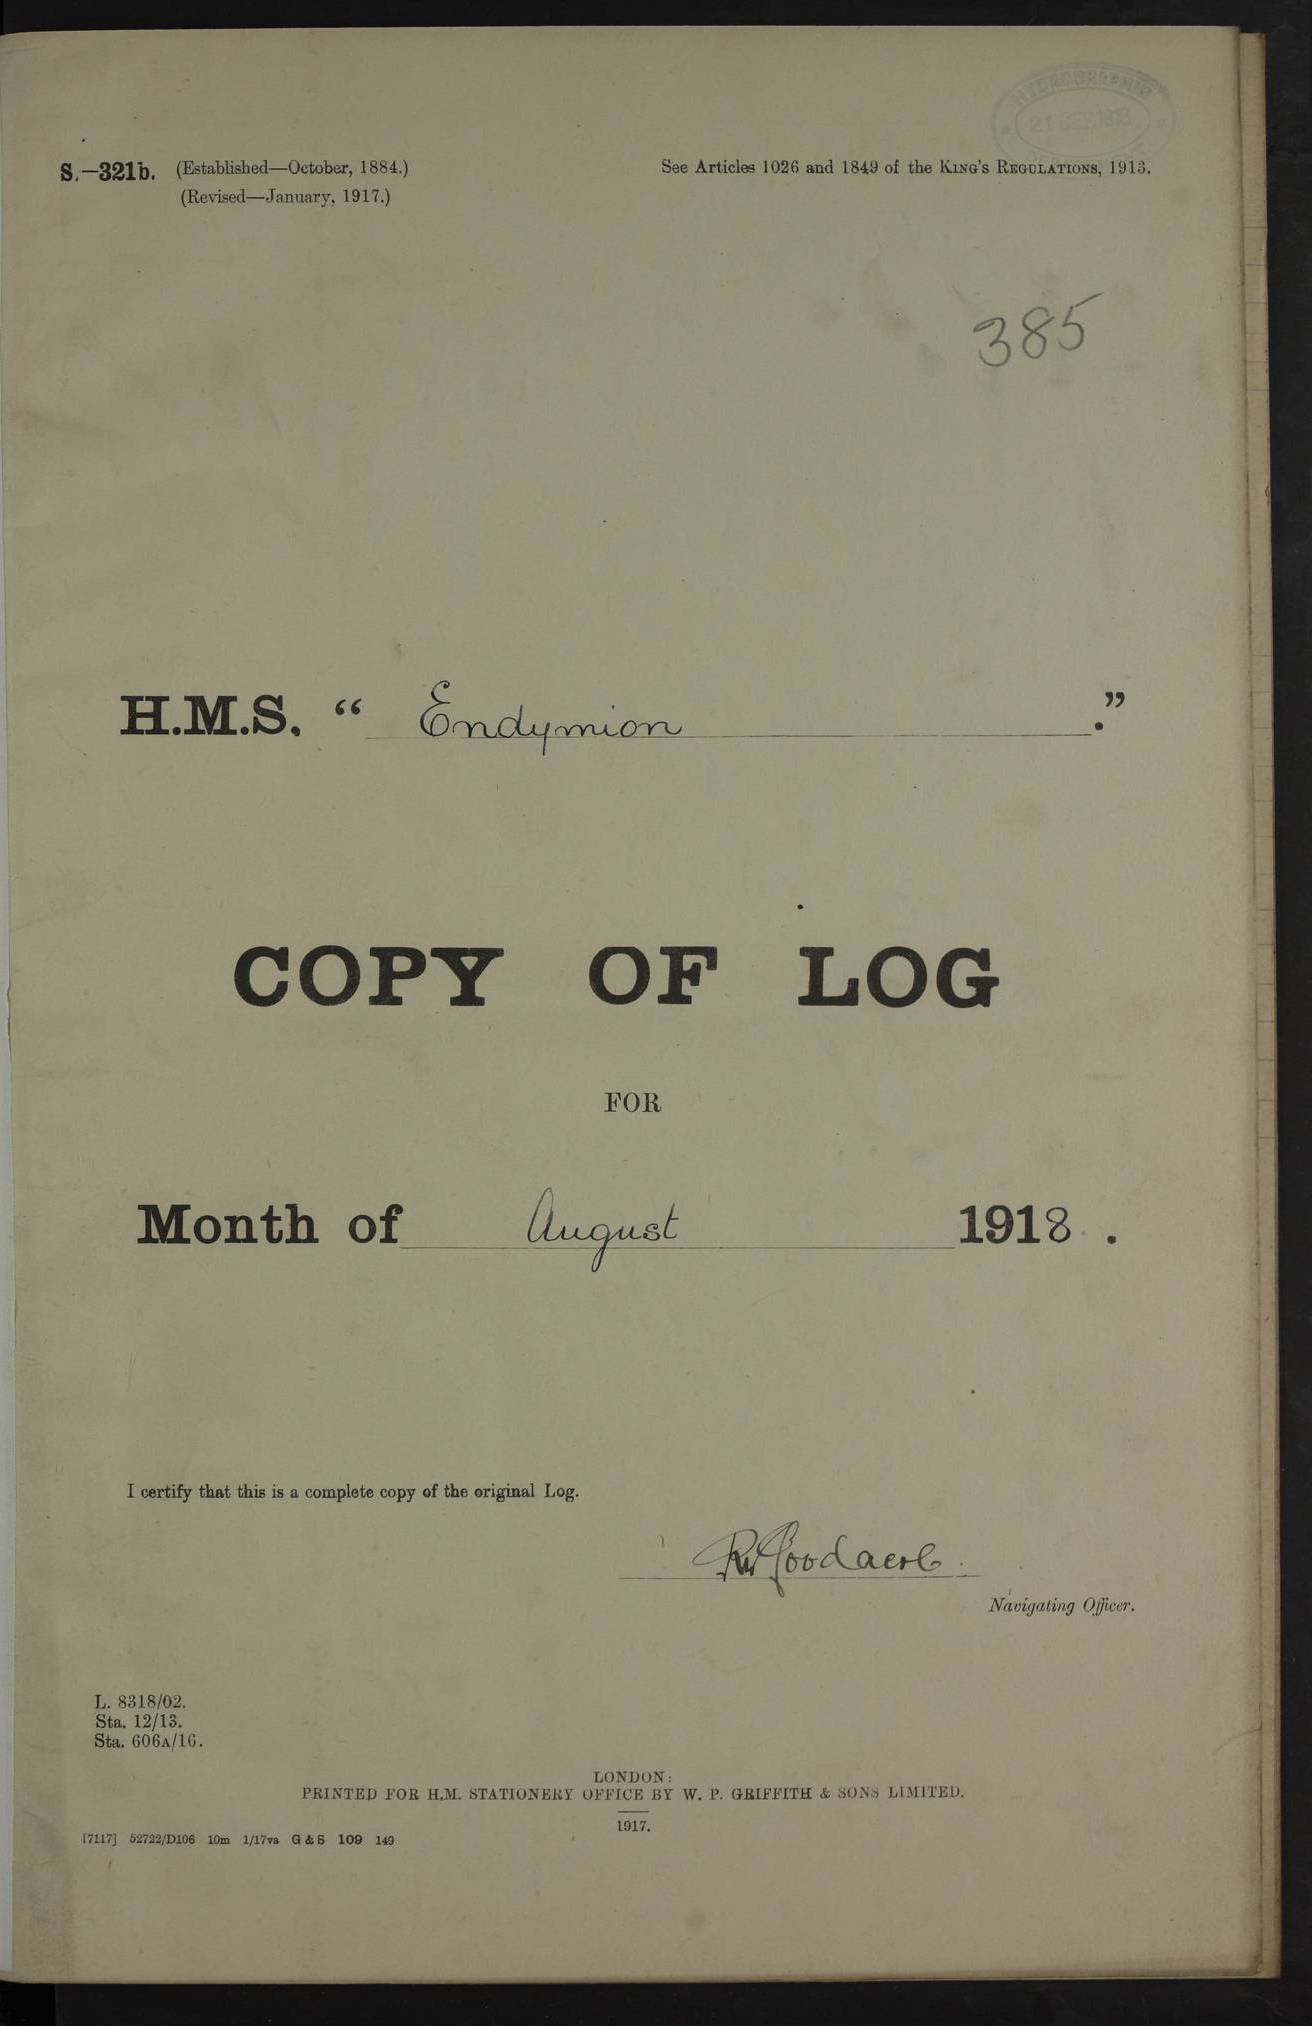 HYDROGRAPHIC
S.—321b. (Established—October, 1884.)
(Revised—January, 1917.)
See Articles 1026 and 1849 of the KING'S REGULATIONS, 1913.
385
H.M.S. “ Endymion .”
COPY OF LOG
FOR
Month of August 1918 .
I certify that this is a complete copy of the original Log.
Navigating Officer.
L. 8318/02.
Sta. 12/13.
Sta. 606A/16.
LONDON:
PRINTED FOR H.M. STATIONERY OFFICE BY W. P. GRIFFITH & SONS LIMITED.
1917.
[7117] 52722/D106 10m 1/17va G & S 109 149